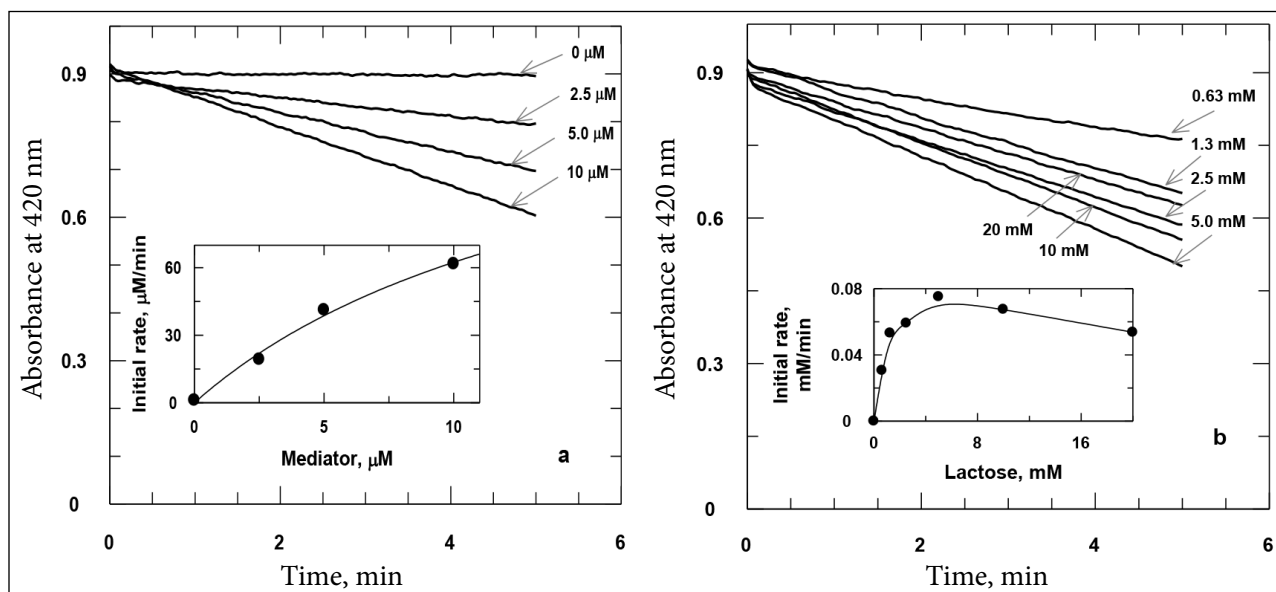 Absorbance at 420 nm
0.9
0.6
0.3
0
0 μM
2.5 μM
5.0 μM
10 μM
Initial rate, μM/min
60
30
0
0
5
10
Mediator, μM
a
0
2
4
6
Time, min
Absorbance at 420 nm
0.9
0.6
0.3
0
0.63 mM
1.3 mM
2.5 mM
5.0 mM
20 mM
10 mM
Initial rate,
mM/min
0.08
0.04
0
0
8
16
Lactose, mM
b
0
2
4
6
Time, min